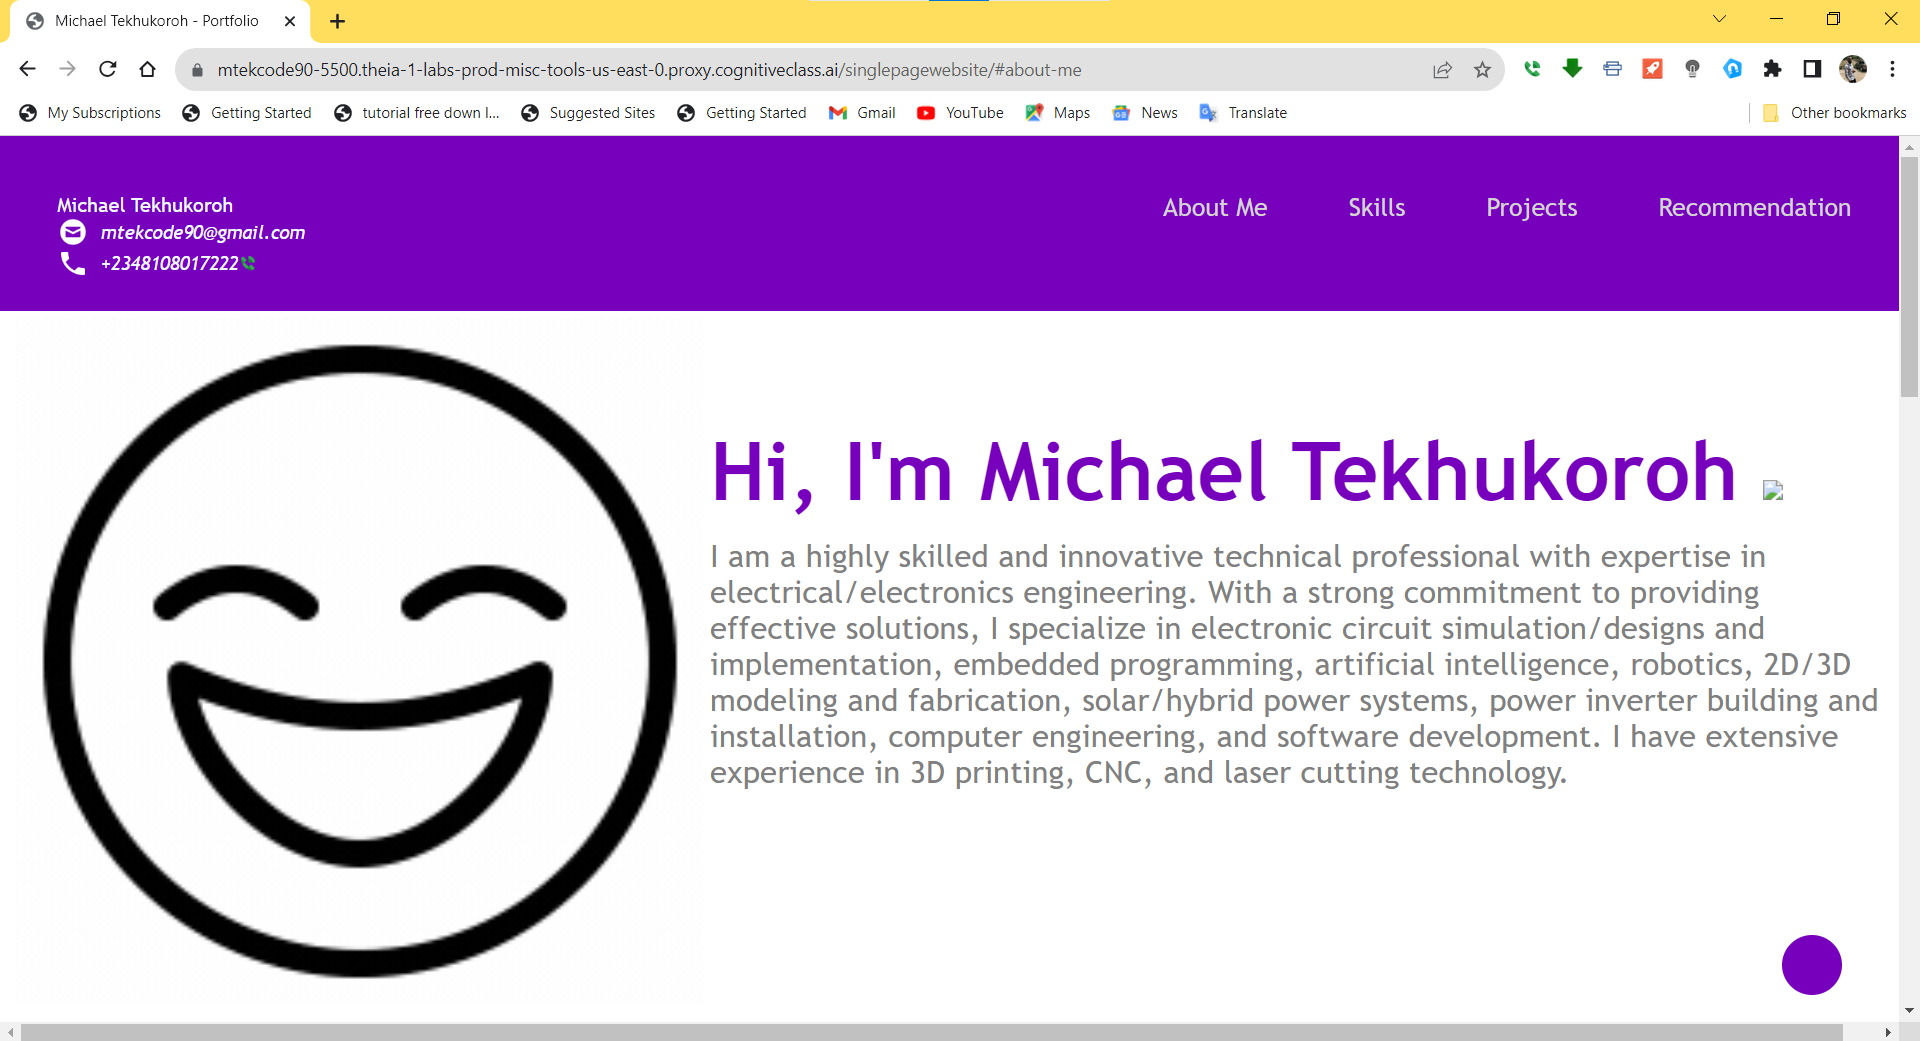 Michael Tekhukoroh - Portfolio
mtekcode90-5500.theia-1-labs-prod-misc-tools-us-east-0.proxy.cognitiveclass.ai/singlepagewebsite/#about-me
My Subscriptions Getting Started tutorial free down l... Suggested Sites Getting Started Gmail YouTube Maps News Translate Other bookmarks
Michael Tekhukoroh
mtekcode90@gmail.com
+2348108017222
About Me Skills Projects Recommendation
Hi, I'm Michael Tekhukoroh
I am a highly skilled and innovative technical professional with expertise in
electrical/electronics engineering. With a strong commitment to providing
effective solutions, I specialize in electronic circuit simulation/designs and
implementation, embedded programming, artificial intelligence, robotics, 2D/3D
modeling and fabrication, solar/hybrid power systems, power inverter building and
installation, computer engineering, and software development. I have extensive
experience in 3D printing, CNC, and laser cutting technology.